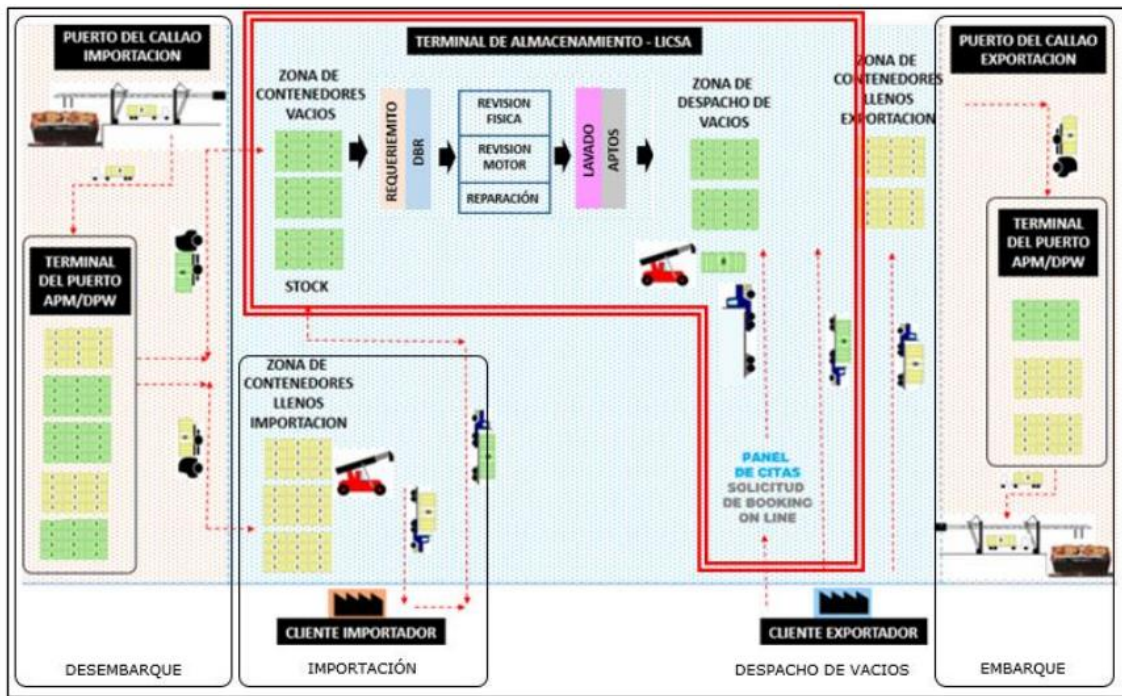 PUERTO DEL CALLAO
IMPORTACION
TERMINAL
DEL PUERTO
APM/DPW
DESEMBARQUE
TERMINAL DE ALMACENAMIENTO - LICSA
ZONA DE
CONTENEDORES
VACIOS
STOCK
REQUERIEMITO
DBR
REVISION
FISICA
REVISION
MOTOR
REPARACIÓN
LAVADO
APTOS
ZONA DE
DESPACHO DE
VACIOS
ZONA DE
CONTENEDORES
LLENOS
EXPORTACION
ZONA DE
CONTENEDORES
LLENOS
IMPORTACION
CLIENTE IMPORTADOR
IMPORTACIÓN
PANEL
DE CITAS
SOLICITUD
DE BOOKING
ON LINE
CLIENTE EXPORTADOR
DESPACHO DE VACIOS
PUERTO DEL CALLAO
EXPORTACION
TERMINAL
DEL PUERTO
APM/DPW
EMBARQUE